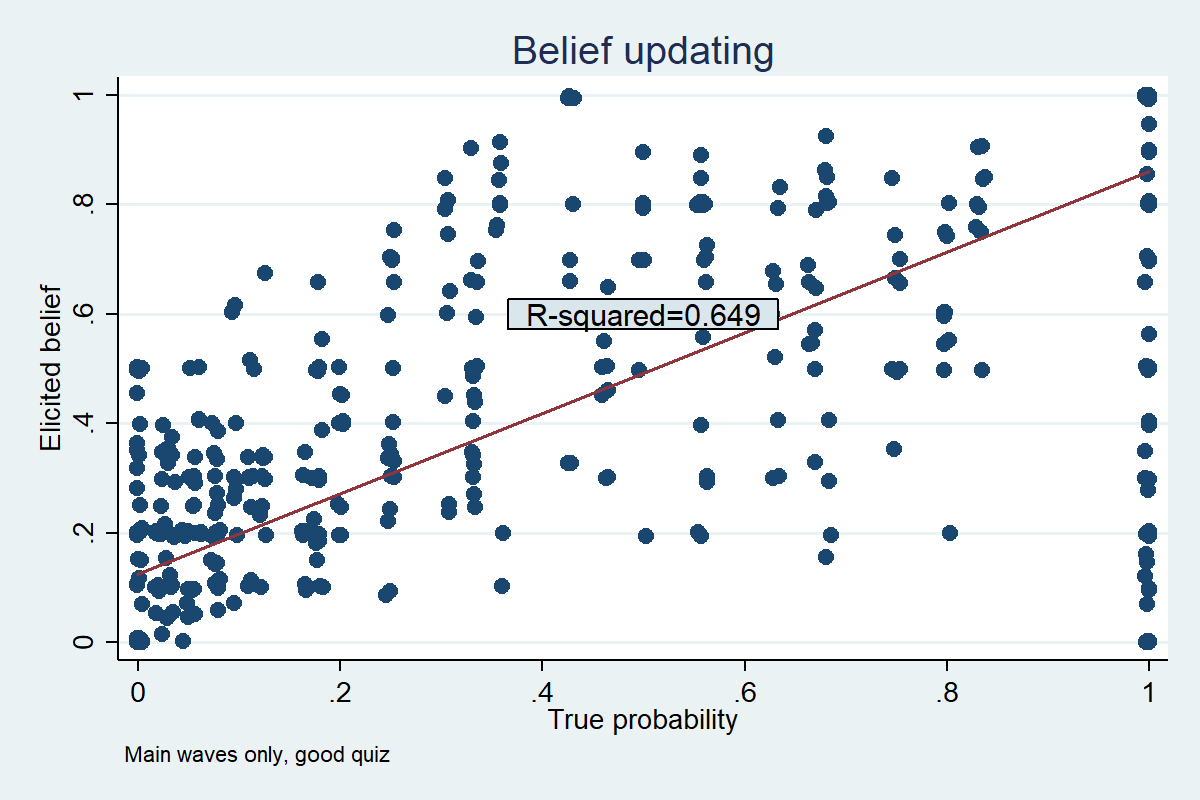 Belief updating
Elicited belief
1
.8
.6
.4
.2
0
R-squared=0.649
0 .2 .4 .6 .8 1
True probability
Main waves only, good quiz